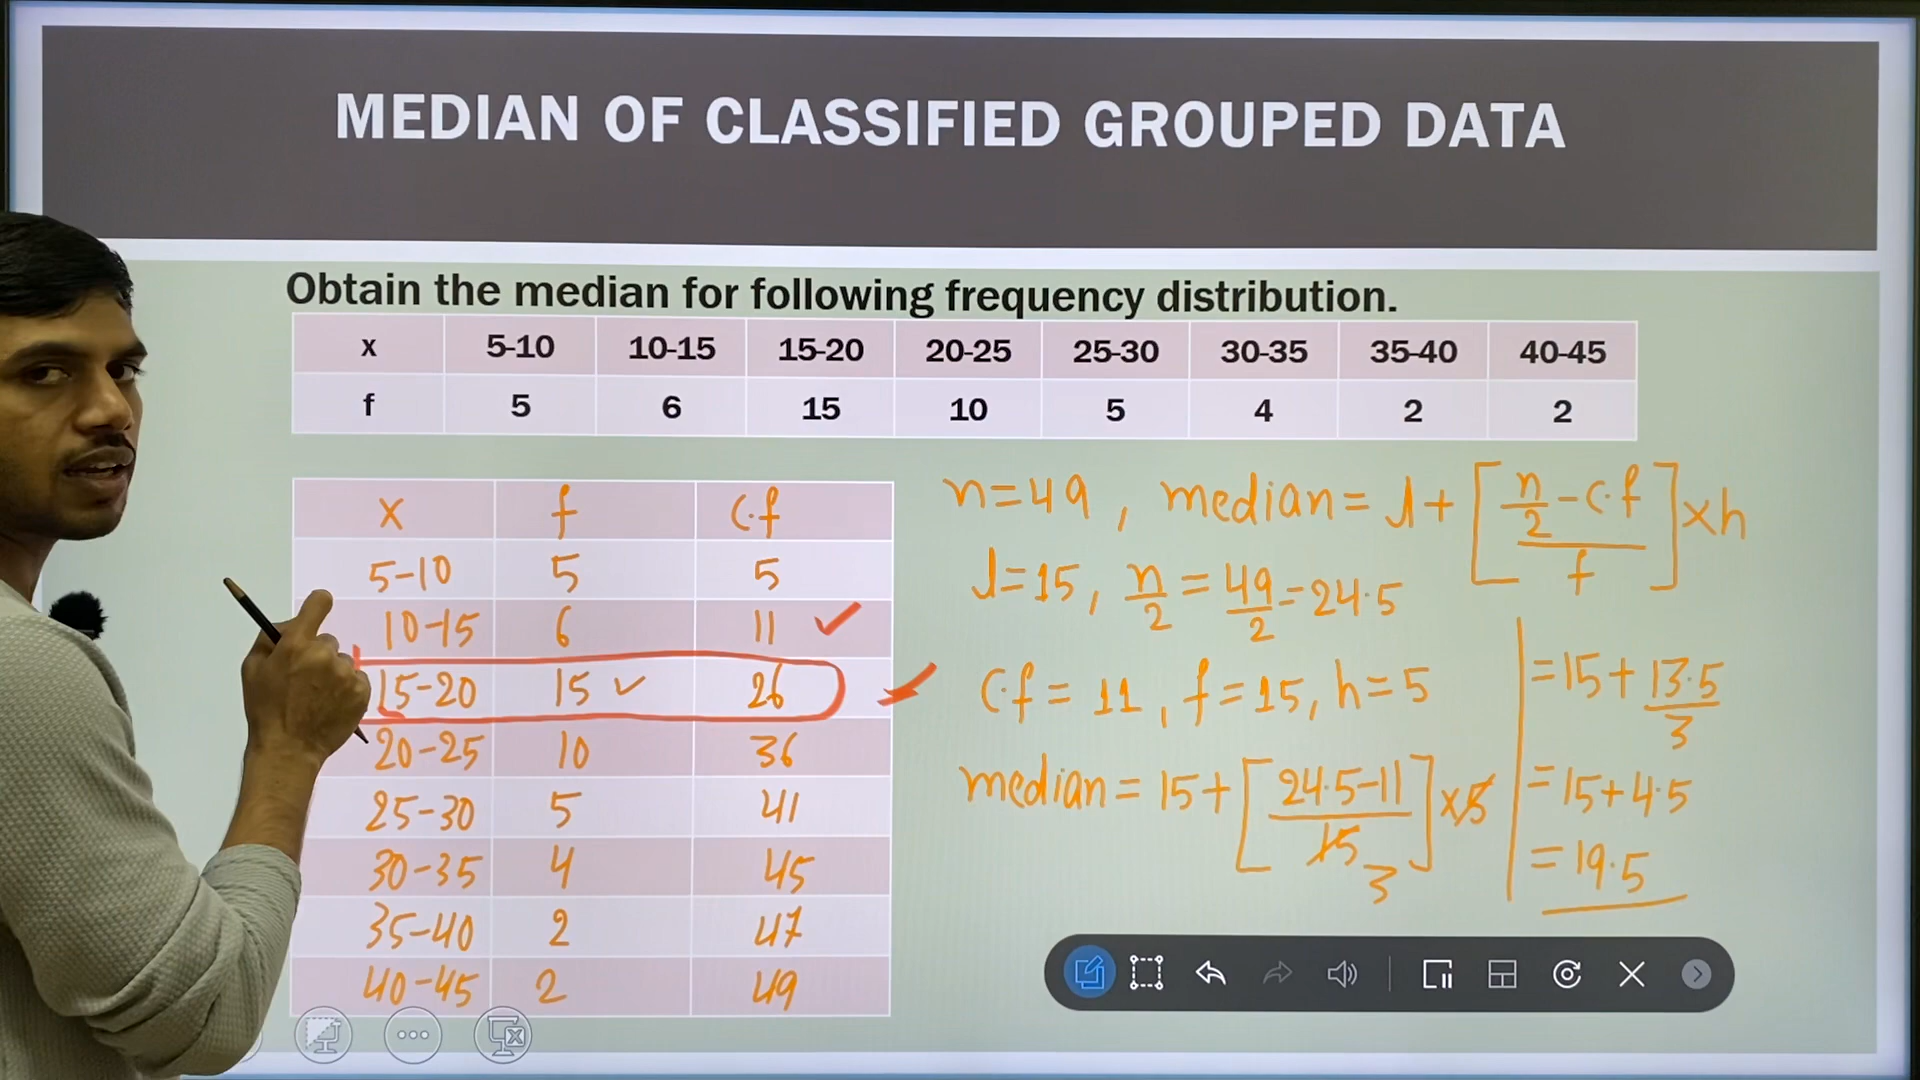 MEDIAN OF CLASSIFIED GROUPED DATA
Obtain the median for following frequency distribution.
x 5-10 10-15 15-20 20-25 25-30 30-35 35-40 40-45
f 5 6 15 10 5 4 2 2
x f c.f
5-10 5 5
10-15 6 11 ✓
15-20 15 ✓ 26 ✓
20-25 10 36
25-30 5 41
30-35 4 45
35-40 2 47
40-45 2 49
n=49, median = l + [(n/2 - c.f)/f] x h
l=15, n/2 = 49/2 = 24.5
c.f = 11, f=15, h=5
median = 15 + [(24.5-11)/15] x 5
3
= 15 + 13.5/3
= 15 + 4.5
= 19.5